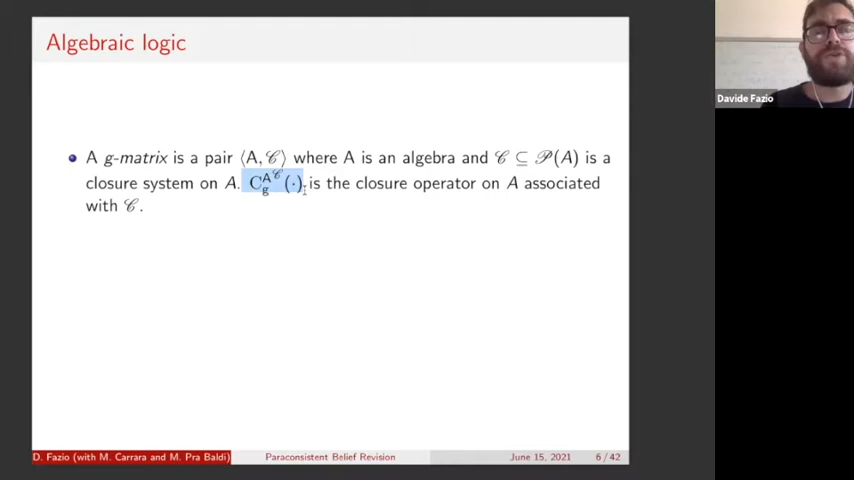 Algebraic logic
A g-matrix is a pair ⟨A, 𝒞⟩ where A is an algebra and 𝒞 ⊆ 𝒫(A) is a
closure system on A. C_g^{A^𝒞}(·) is the closure operator on A associated
with 𝒞.
Davide Fazio
D. Fazio (with M. Carrara and M. Pra Baldi) Paraconsistent Belief Revision June 15, 2021 6 / 42